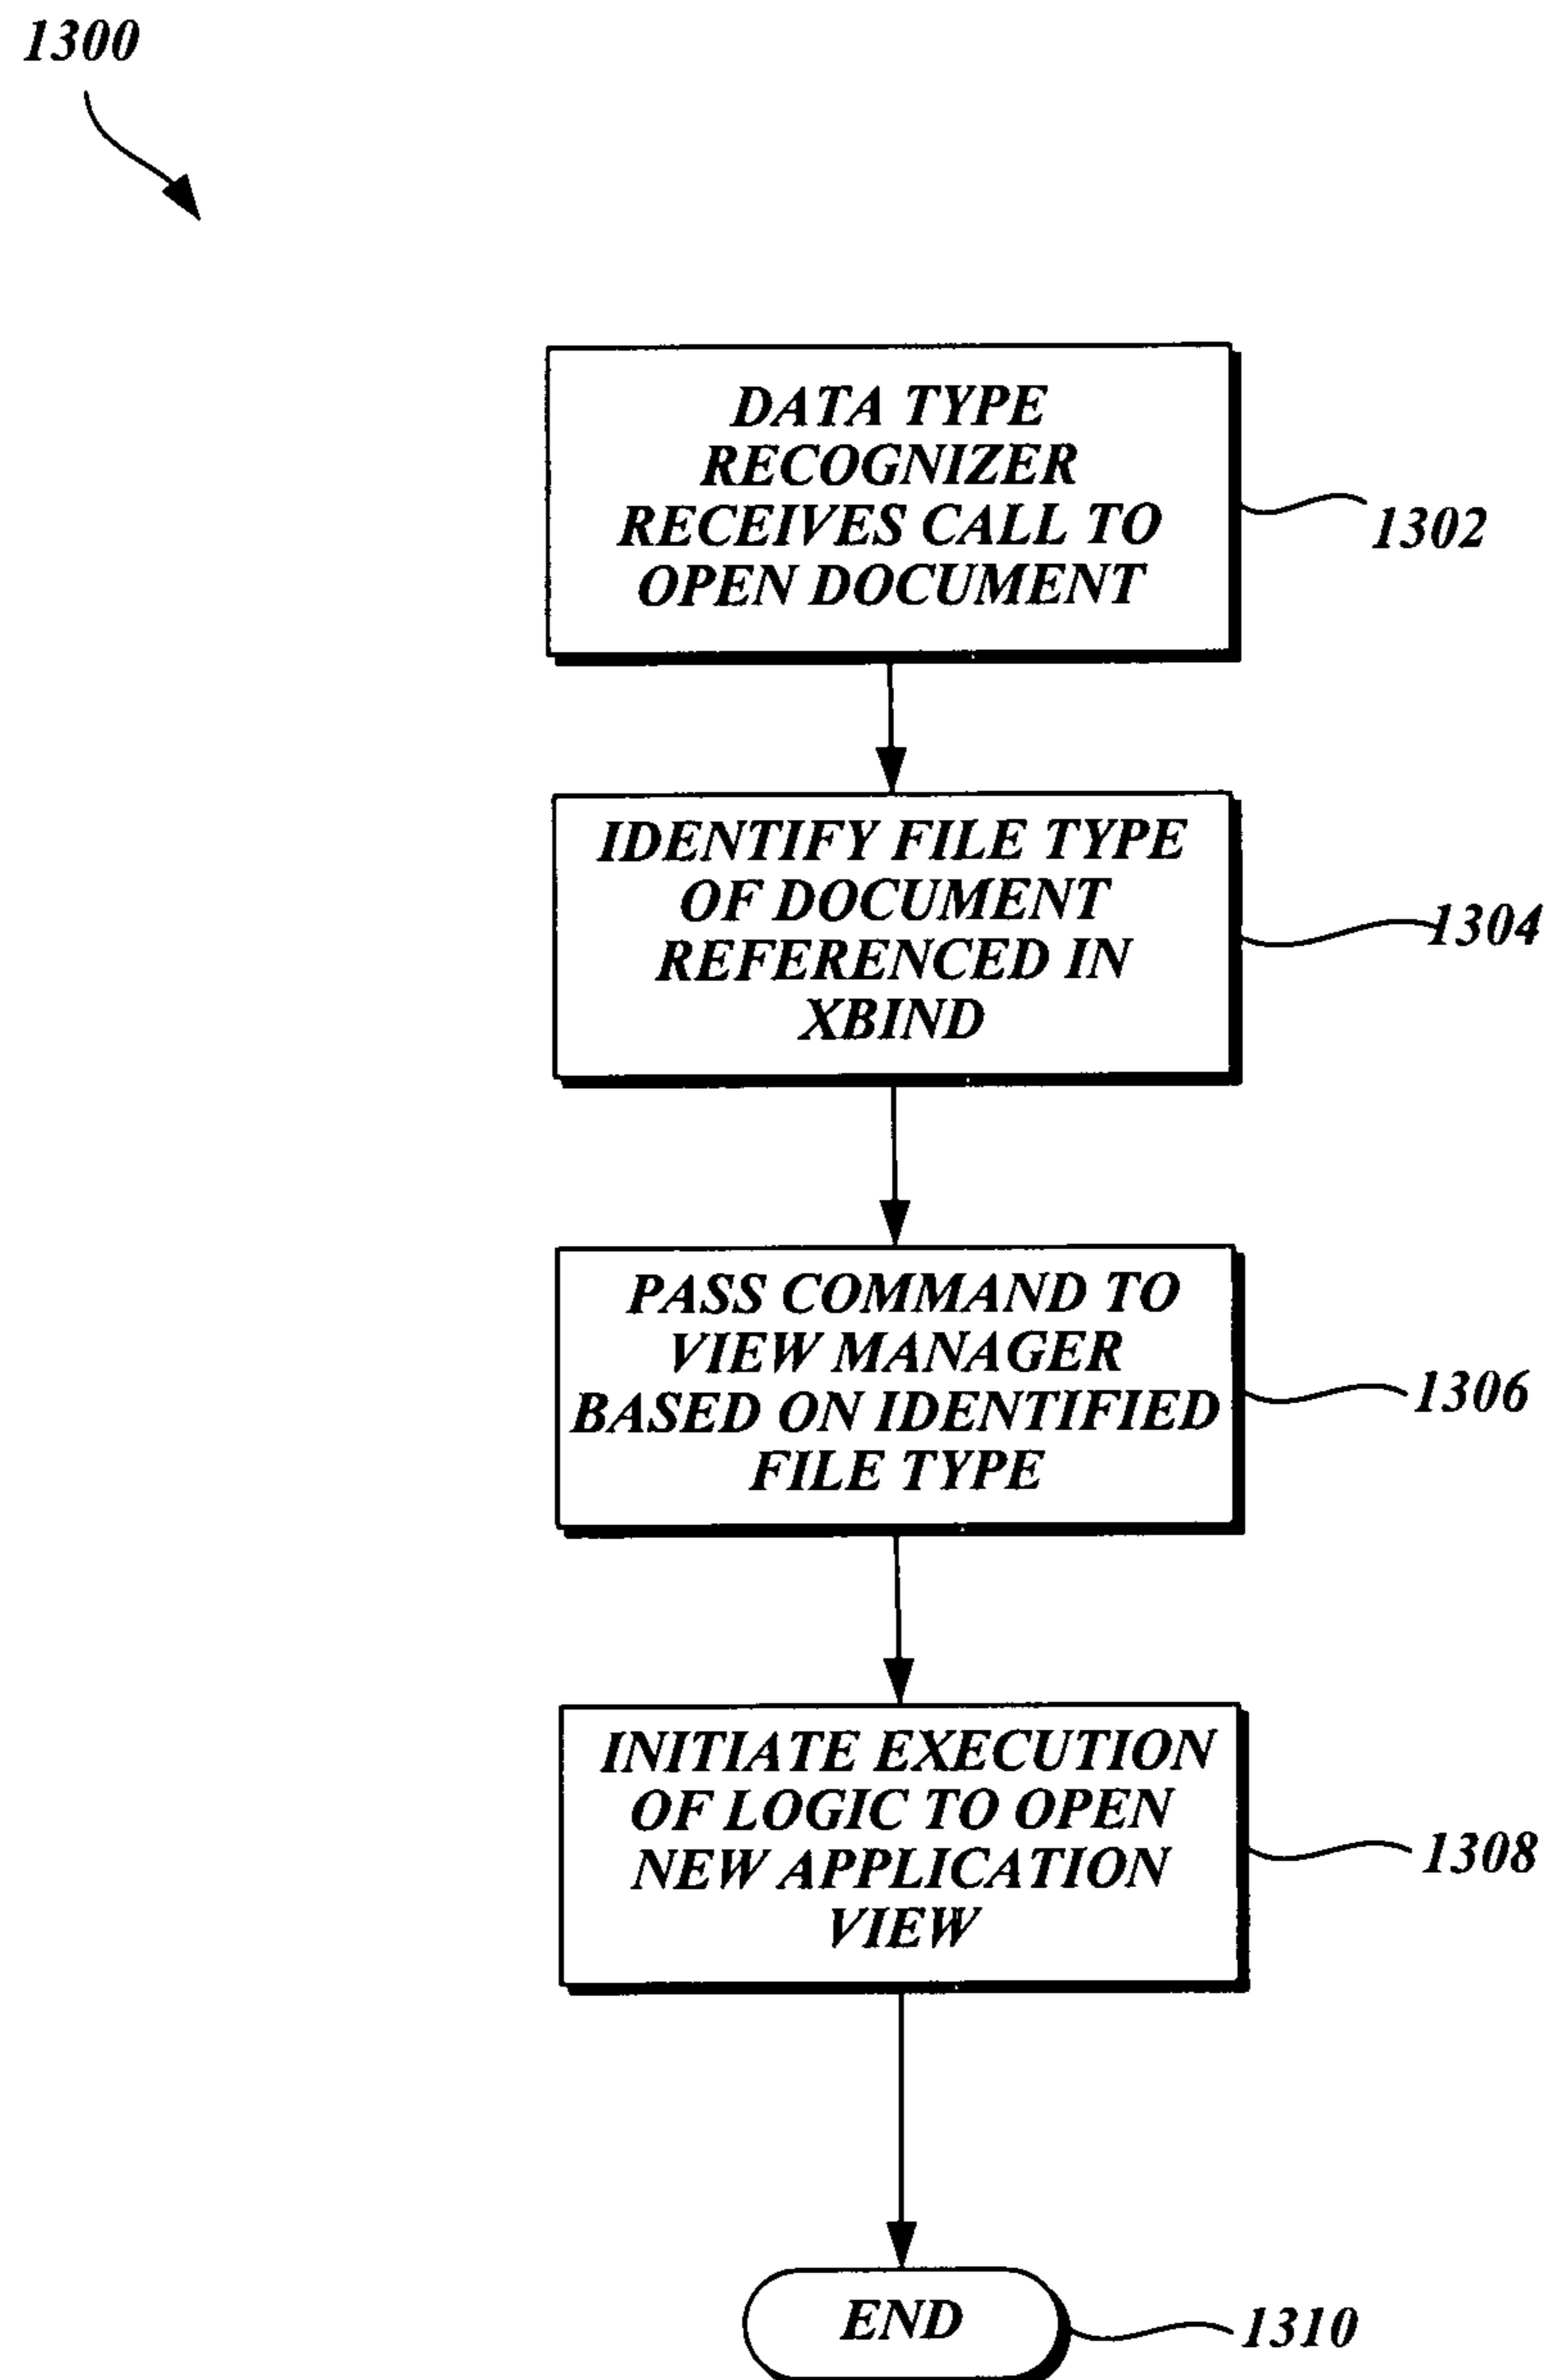 1300
DATA TYPE
RECOGNIZER
RECEIVES CALL TO
OPEN DOCUMENT
1302
IDENTIFY FILE TYPE
OF DOCUMENT
REFERENCED IN
XBIND
1304
PASS COMMAND TO
VIEW MANAGER
BASED ON IDENTIFIED
FILE TYPE
1306
INITIATE EXECUTION
OF LOGIC TO OPEN
NEW APPLICATION
VIEW
1308
END
1310